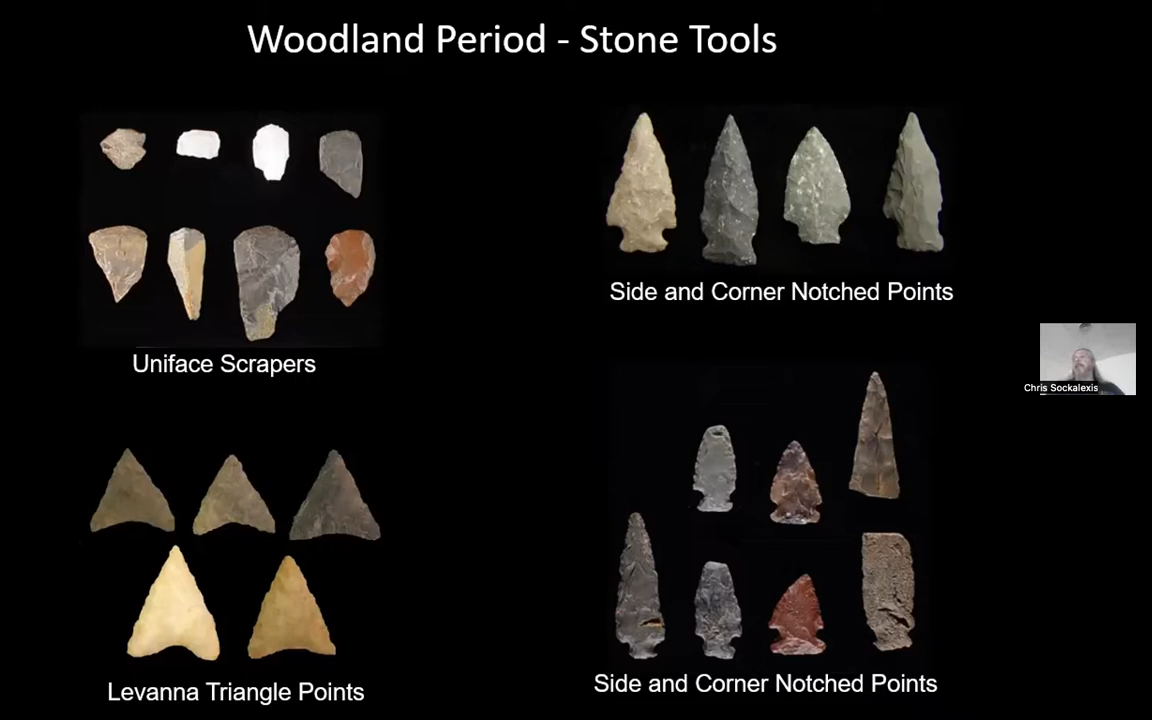 Woodland Period - Stone Tools
Side and Corner Notched Points
Uniface Scrapers
Chris Sockalexis
Side and Corner Notched Points
Levanna Triangle Points